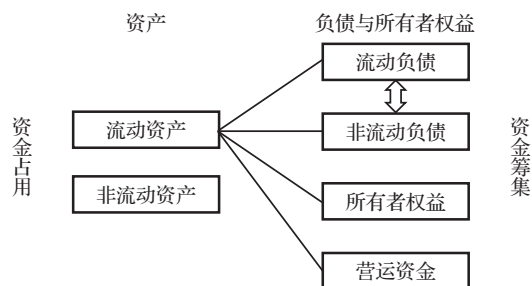 资产
负债与所有者权益
流动负债
流动资产
非流动负债
资金占用
资金筹集
非流动资产
所有者权益
营运资金